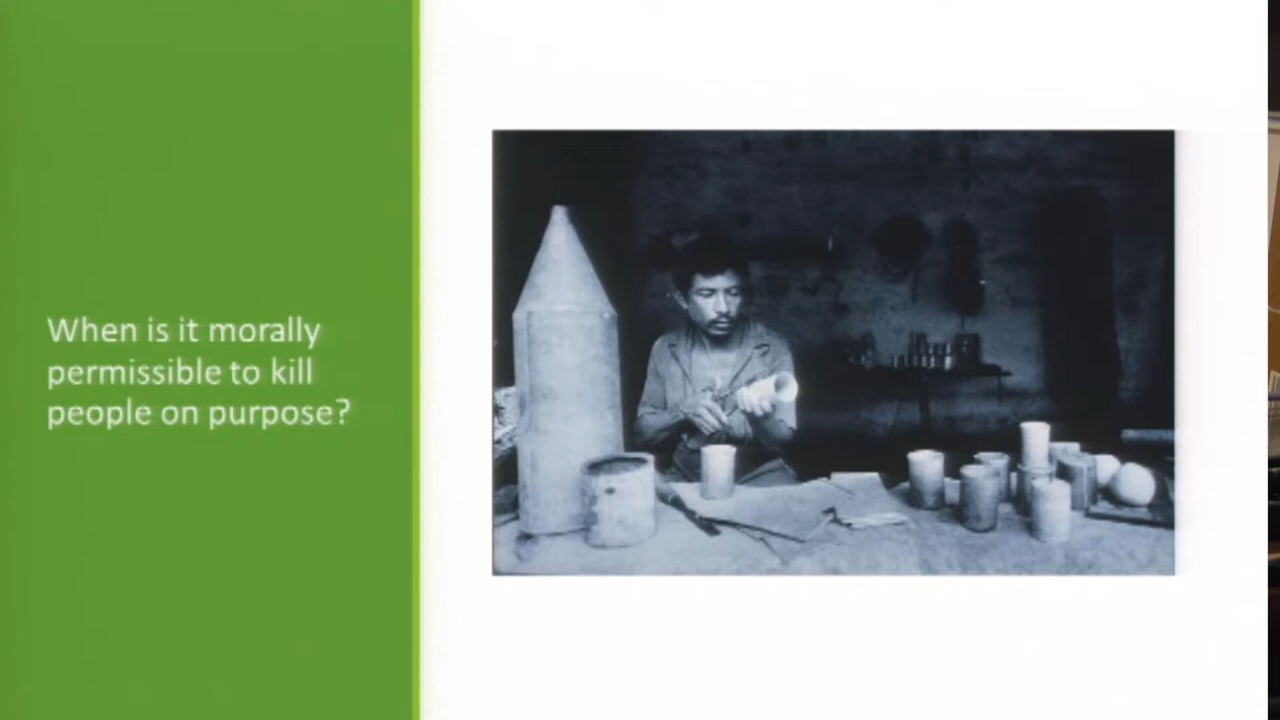 When is it morally
permissible to kill
people on purpose?